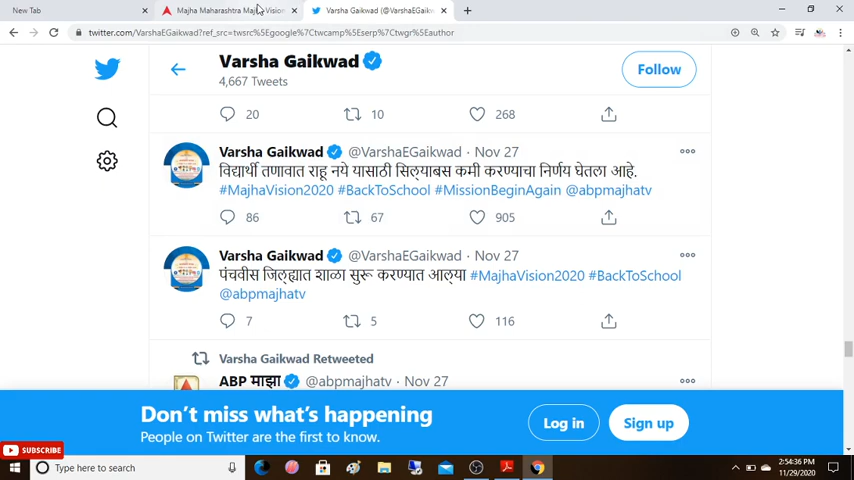 New Tab
Majha Maharashtra Majha Vision
Varsha Gaikwad (@VarshaEGaikw
twitter.com/VarshaEGaikwad?ref_src=twsrc%5Egoogle%7Ctwcamp%5Eserp%7Ctwgr%5Eauthor
Varsha Gaikwad
4,667 Tweets
Follow
20 10 268
Varsha Gaikwad @VarshaEGaikwad · Nov 27
विद्यार्थी तणावात राहू नये यासाठी सिल्याबस कमी करण्याचा निर्णय घेतला आहे.
#MajhaVision2020 #BackToSchool #MissionBeginAgain @abpmajhatv
86 67 905
Varsha Gaikwad @VarshaEGaikwad · Nov 27
पंचवीस जिल्ह्यात शाळा सुरू करण्यात आल्या #MajhaVision2020 #BackToSchool
@abpmajhatv
7 5 116
Varsha Gaikwad Retweeted
ABP माझा @abpmajhatv · Nov 27
Don't miss what's happening
People on Twitter are the first to know.
Log in
Sign up
SUBSCRIBE
Type here to search
2:54:36 PM
11/29/2020